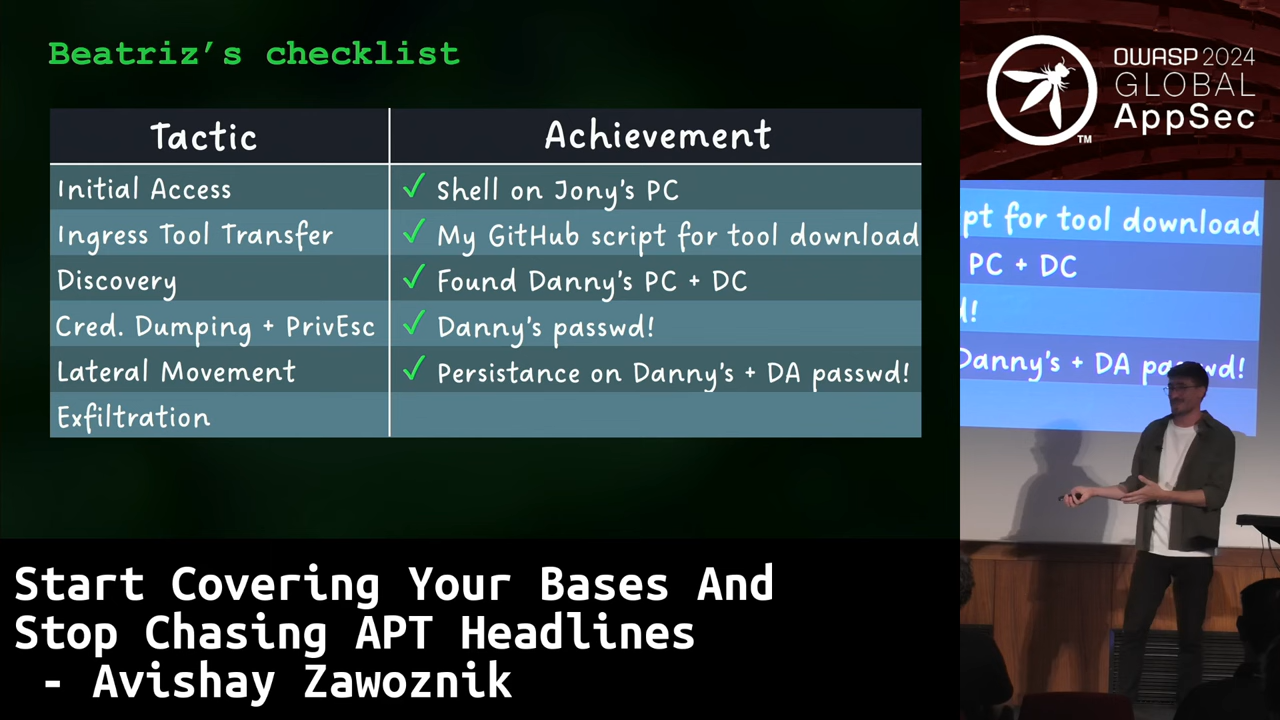 Beatriz's checklist
Tactic
Achievement
Initial Access
✓ Shell on Jony's PC
Ingress Tool Transfer
✓ My GitHub script for tool download
Discovery
✓ Found Danny's PC + DC
Cred. Dumping + PrivEsc
✓ Danny's passwd!
Lateral Movement
✓ Persistance on Danny's + DA passwd!
Exfiltration
OWASP 2024
GLOBAL
AppSec
TM
pt for tool download
PC + DC
d!
Danny's + DA passwd!
Start Covering Your Bases And
Stop Chasing APT Headlines
- Avishay Zawoznik